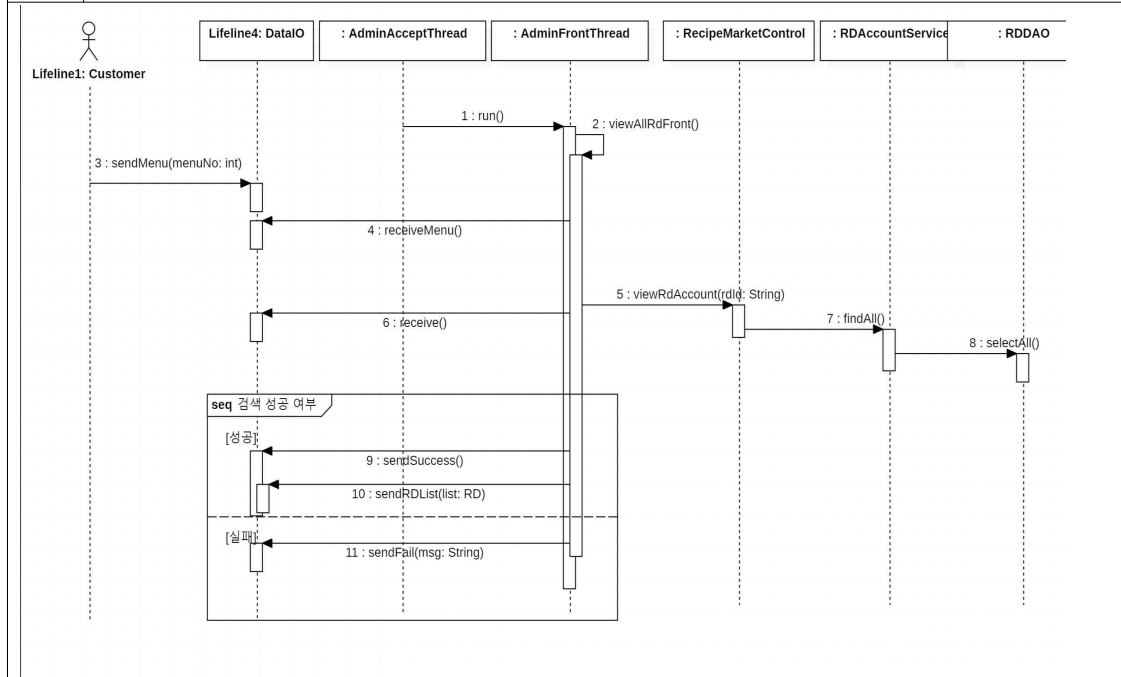 Lifeline1: Customer
Lifeline4: DataIO
: AdminAcceptThread
: AdminFrontThread
: RecipeMarketControl
: RDAccountService
: RDDAO
1 : run()
2 : viewAllRdFront()
3 : sendMenu(menuNo: int)
4 : receiveMenu()
5 : viewRdAccount(rdId: String)
6 : receive()
7 : findAll()
8 : selectAll()
seq 검색 성공 여부
[성공]
9 : sendSuccess()
10 : sendRDList(list: RD)
[실패]
11 : sendFail(msg: String)